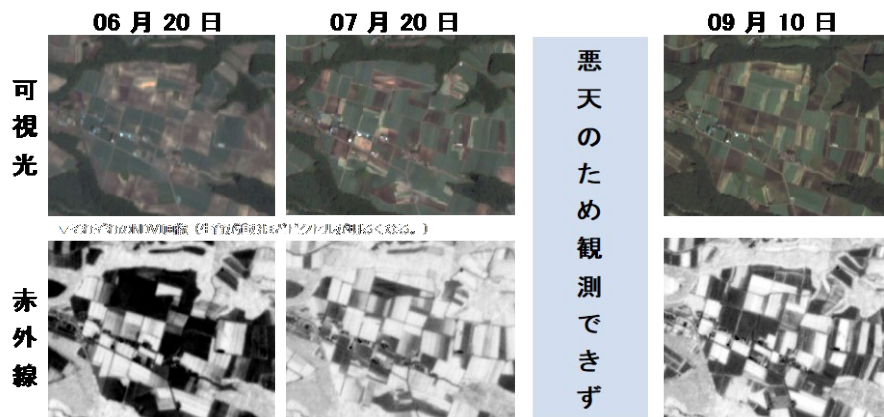 06 月 20 日
07 月 20 日
09 月 10 日
可視光
悪天のため観測できず
赤外線